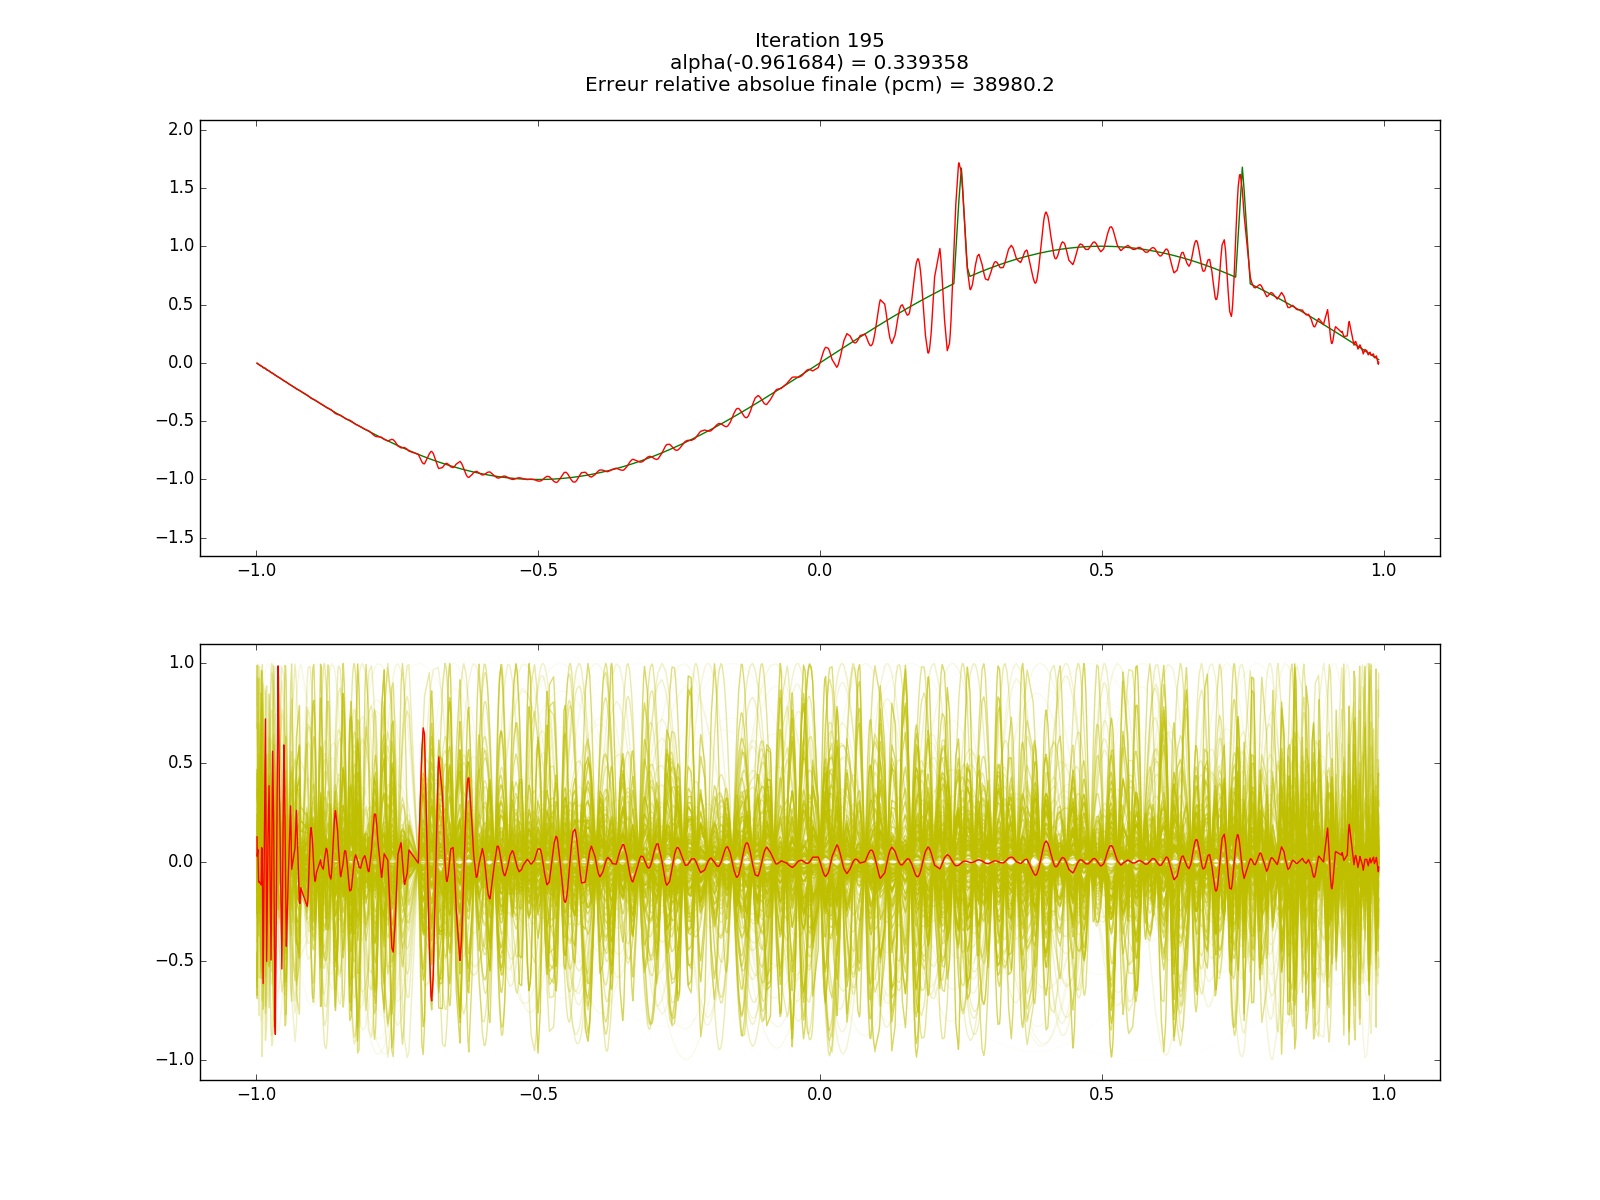 Iteration 195
alpha(-0.961684) = 0.339358
Erreur relative absolue finale (pcm) = 38980.2
2.0
1.5
1.0
0.5
0.0
−0.5
−1.0
−1.5
−1.0 −0.5 0.0 0.5 1.0
1.0
0.5
0.0
−0.5
−1.0
−1.0 −0.5 0.0 0.5 1.0